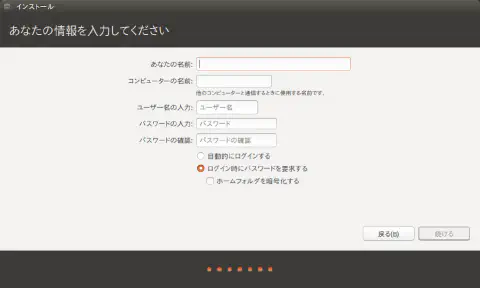 インストール
あなたの情報を入力してください
あなたの名前:
コンピューターの名前:
他のコンピューターと通信するときに使用する名前です。
ユーザー名の入力: ユーザー名
パスワードの入力: パスワード
パスワードの確認: パスワードの確認
自動的にログインする
ログイン時にパスワードを要求する
ホームフォルダを暗号化する
戻る(B) 続ける